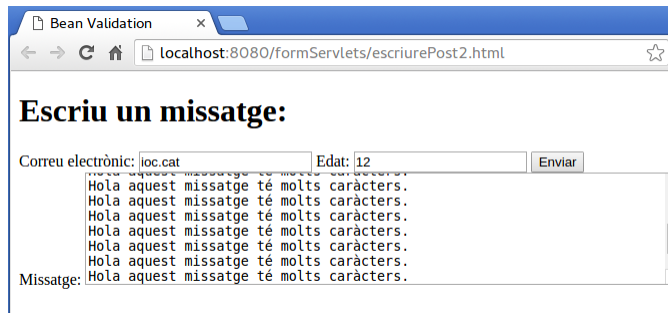 Bean Validation
localhost:8080/formServlets/escriurePost2.html
Escriu un missatge:
Correu electrònic: ioc.cat Edat: 12 Enviar
Hola aquest missatge té molts caràcters.
Hola aquest missatge té molts caràcters.
Hola aquest missatge té molts caràcters.
Hola aquest missatge té molts caràcters.
Hola aquest missatge té molts caràcters.
Hola aquest missatge té molts caràcters.
Hola aquest missatge té molts caràcters.
Missatge: Hola aquest missatge té molts caràcters.